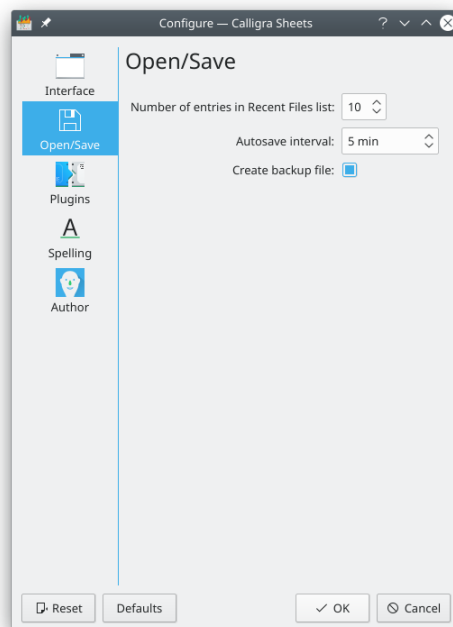 Configure — Calligra Sheets
Interface
Open/Save
Plugins
Spelling
Author
Open/Save
Number of entries in Recent Files list: 10
Autosave interval: 5 min
Create backup file:
Reset Defaults OK Cancel